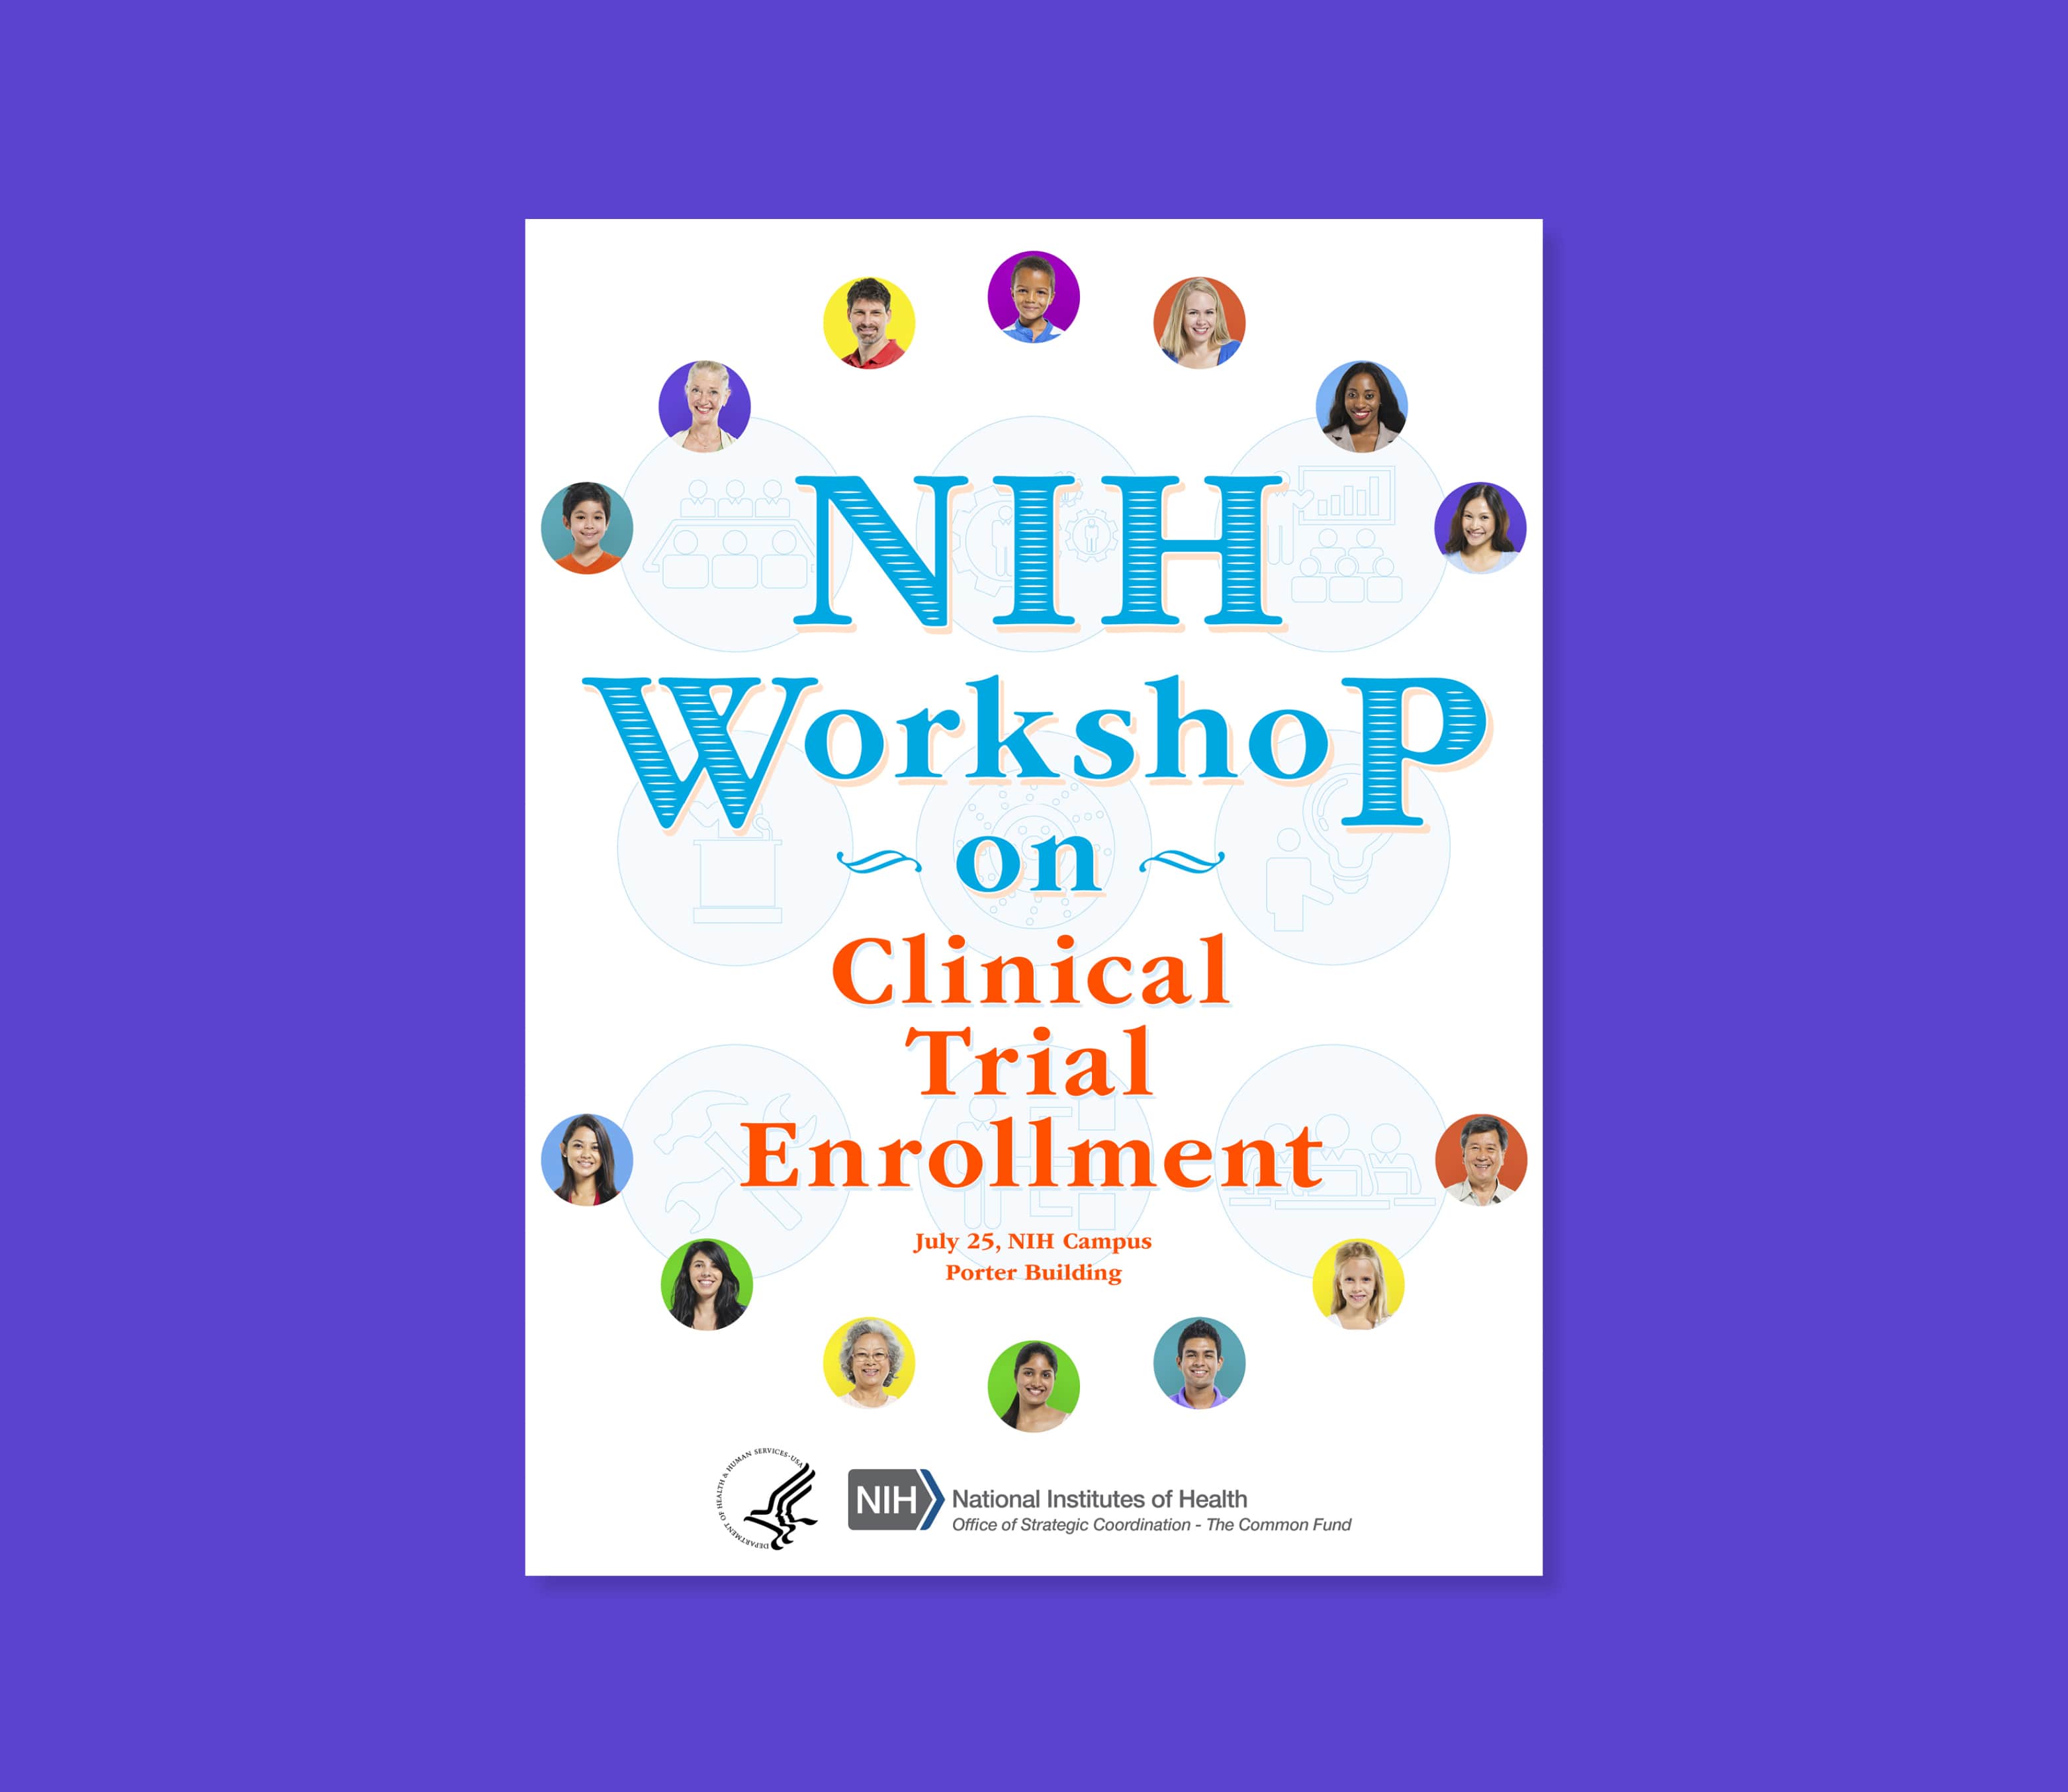 NIH
WorkshoP
on
Clinical
Trial
Enrollment
July 25, NIH Campus
Porter Building
DEPARTMENT OF HEALTH & HUMAN SERVICES•USA
NIH
National Institutes of Health
Office of Strategic Coordination - The Common Fund